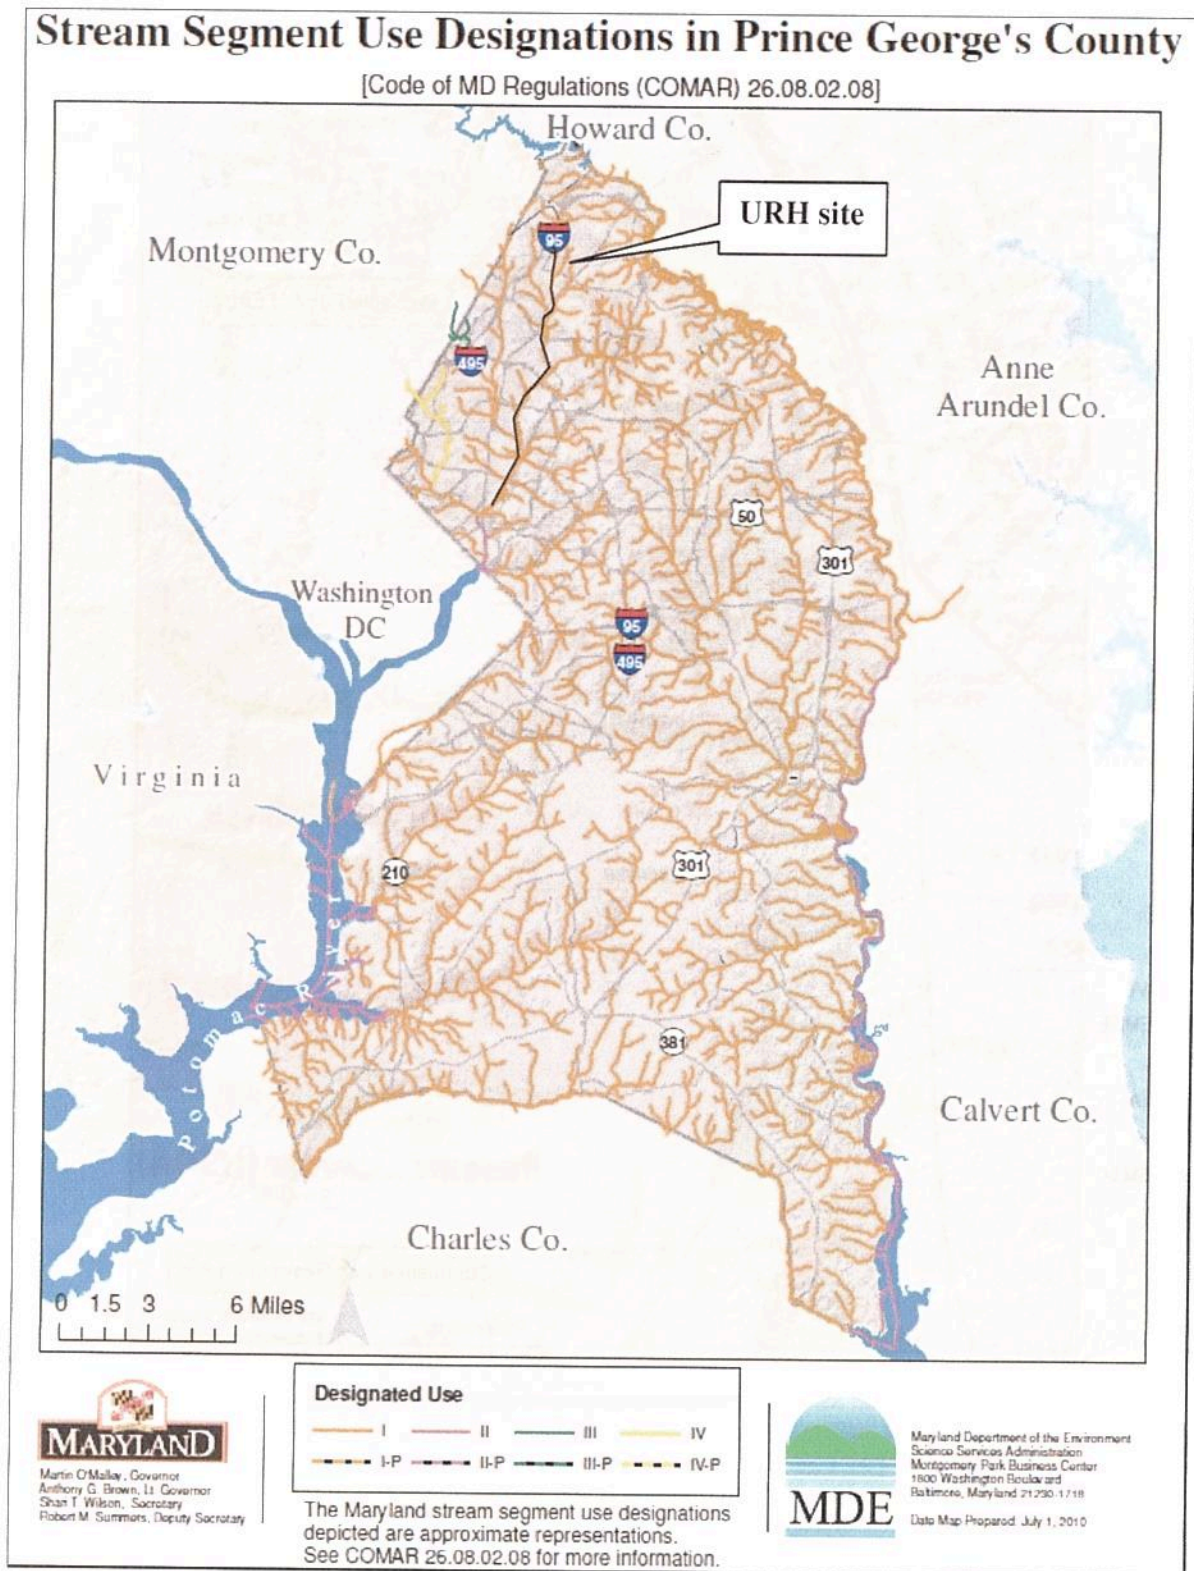 Stream Segment Use Designations in Prince George's County
[Code of MD Regulations (COMAR) 26.08.02.08]
Howard Co.
URH site
95
Montgomery Co.
495
Anne
Arundel Co.
50
301
Washington
DC
95
495
Virginia
210
301
Potomac River
381
Calvert Co.
Charles Co.
0 1.5 3 6 Miles
MARYLAND
Martin O'Malley, Governor
Anthony G. Brown, Lt. Governor
Shari T. Wilson, Secretary
Robert M. Summers, Deputy Secretary
Designated Use
I II III IV
I-P II-P III-P IV-P
The Maryland stream segment use designations
depicted are approximate representations.
See COMAR 26.08.02.08 for more information.
MDE
Maryland Department of the Environment
Science Services Administration
Montgomery Park Business Center
1800 Washington Boulevard
Baltimore, Maryland 21230-1718
Date Map Prepared: July 1, 2010